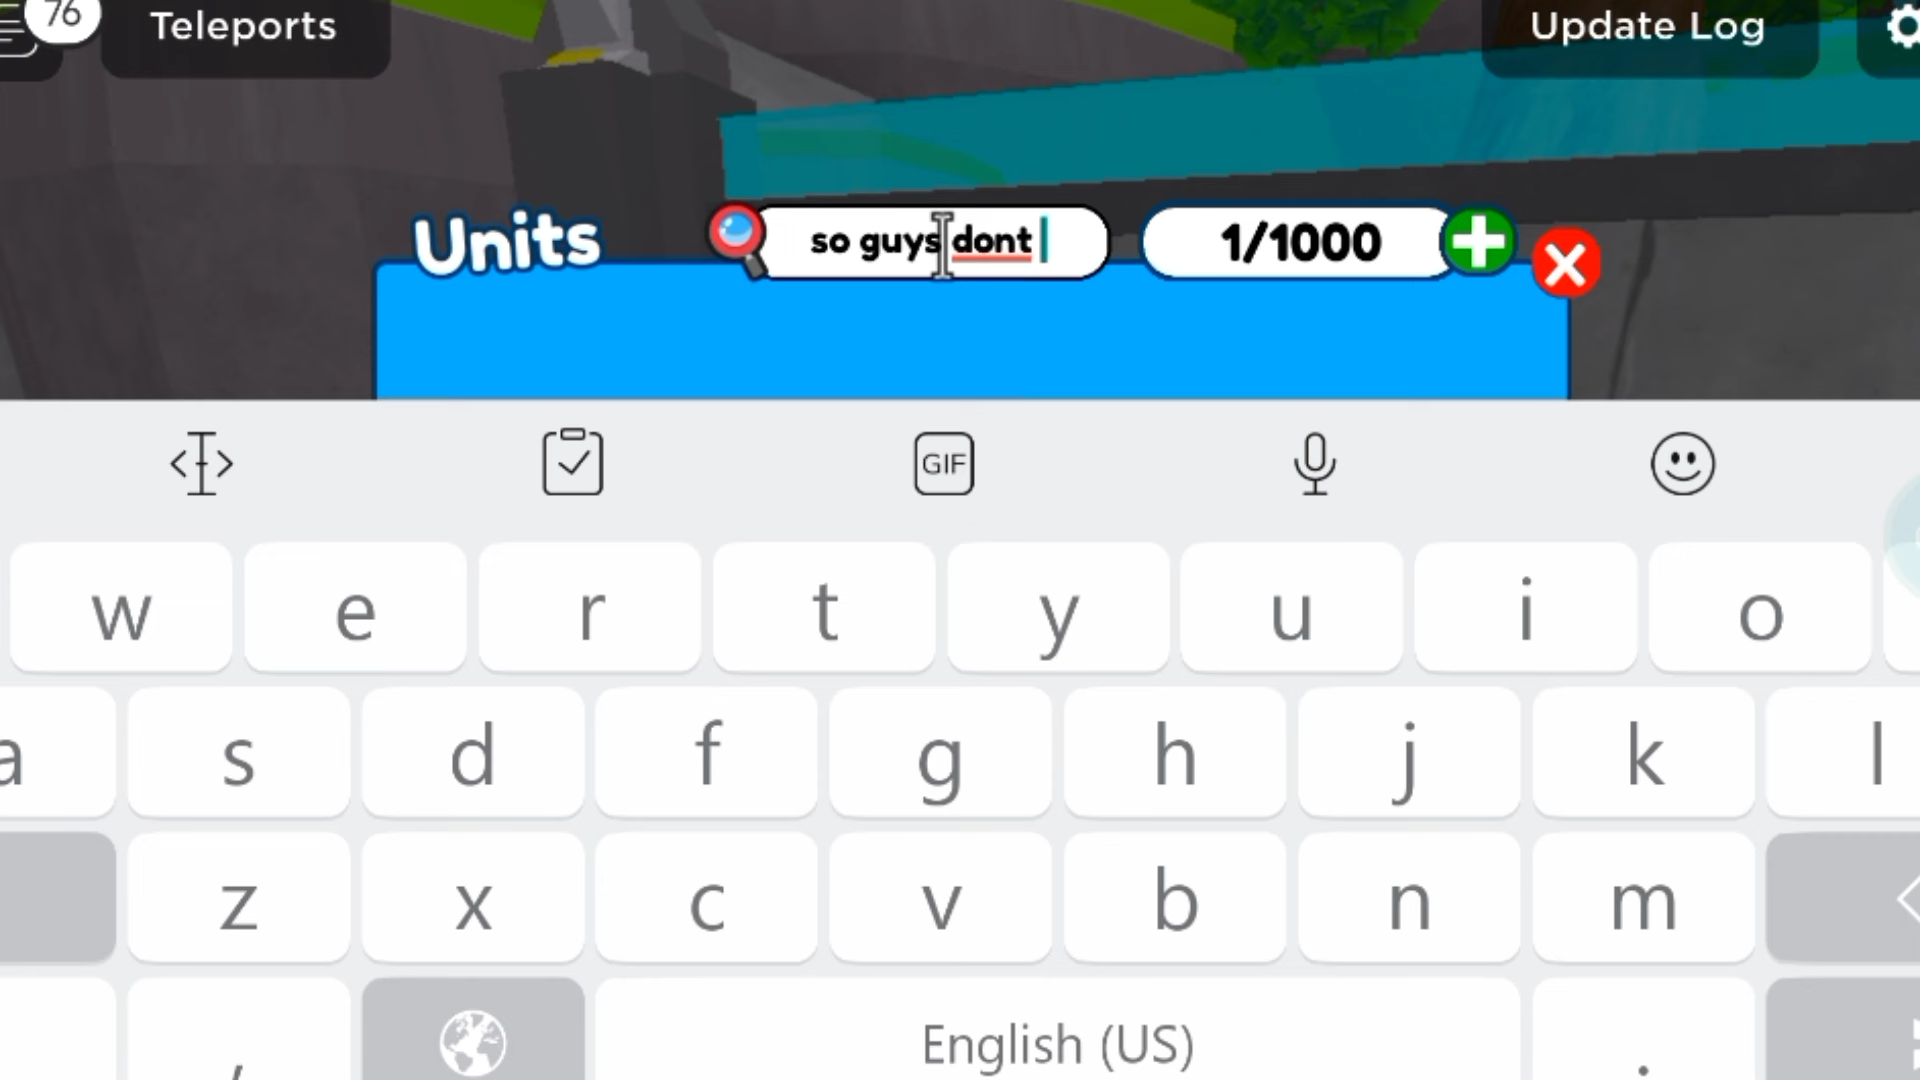 76
Teleports
Update Log
Units
so guys dont
1/1000
GIF
w e r t y u i o
a s d f g h j k l
z x c v b n m
, English (US) .